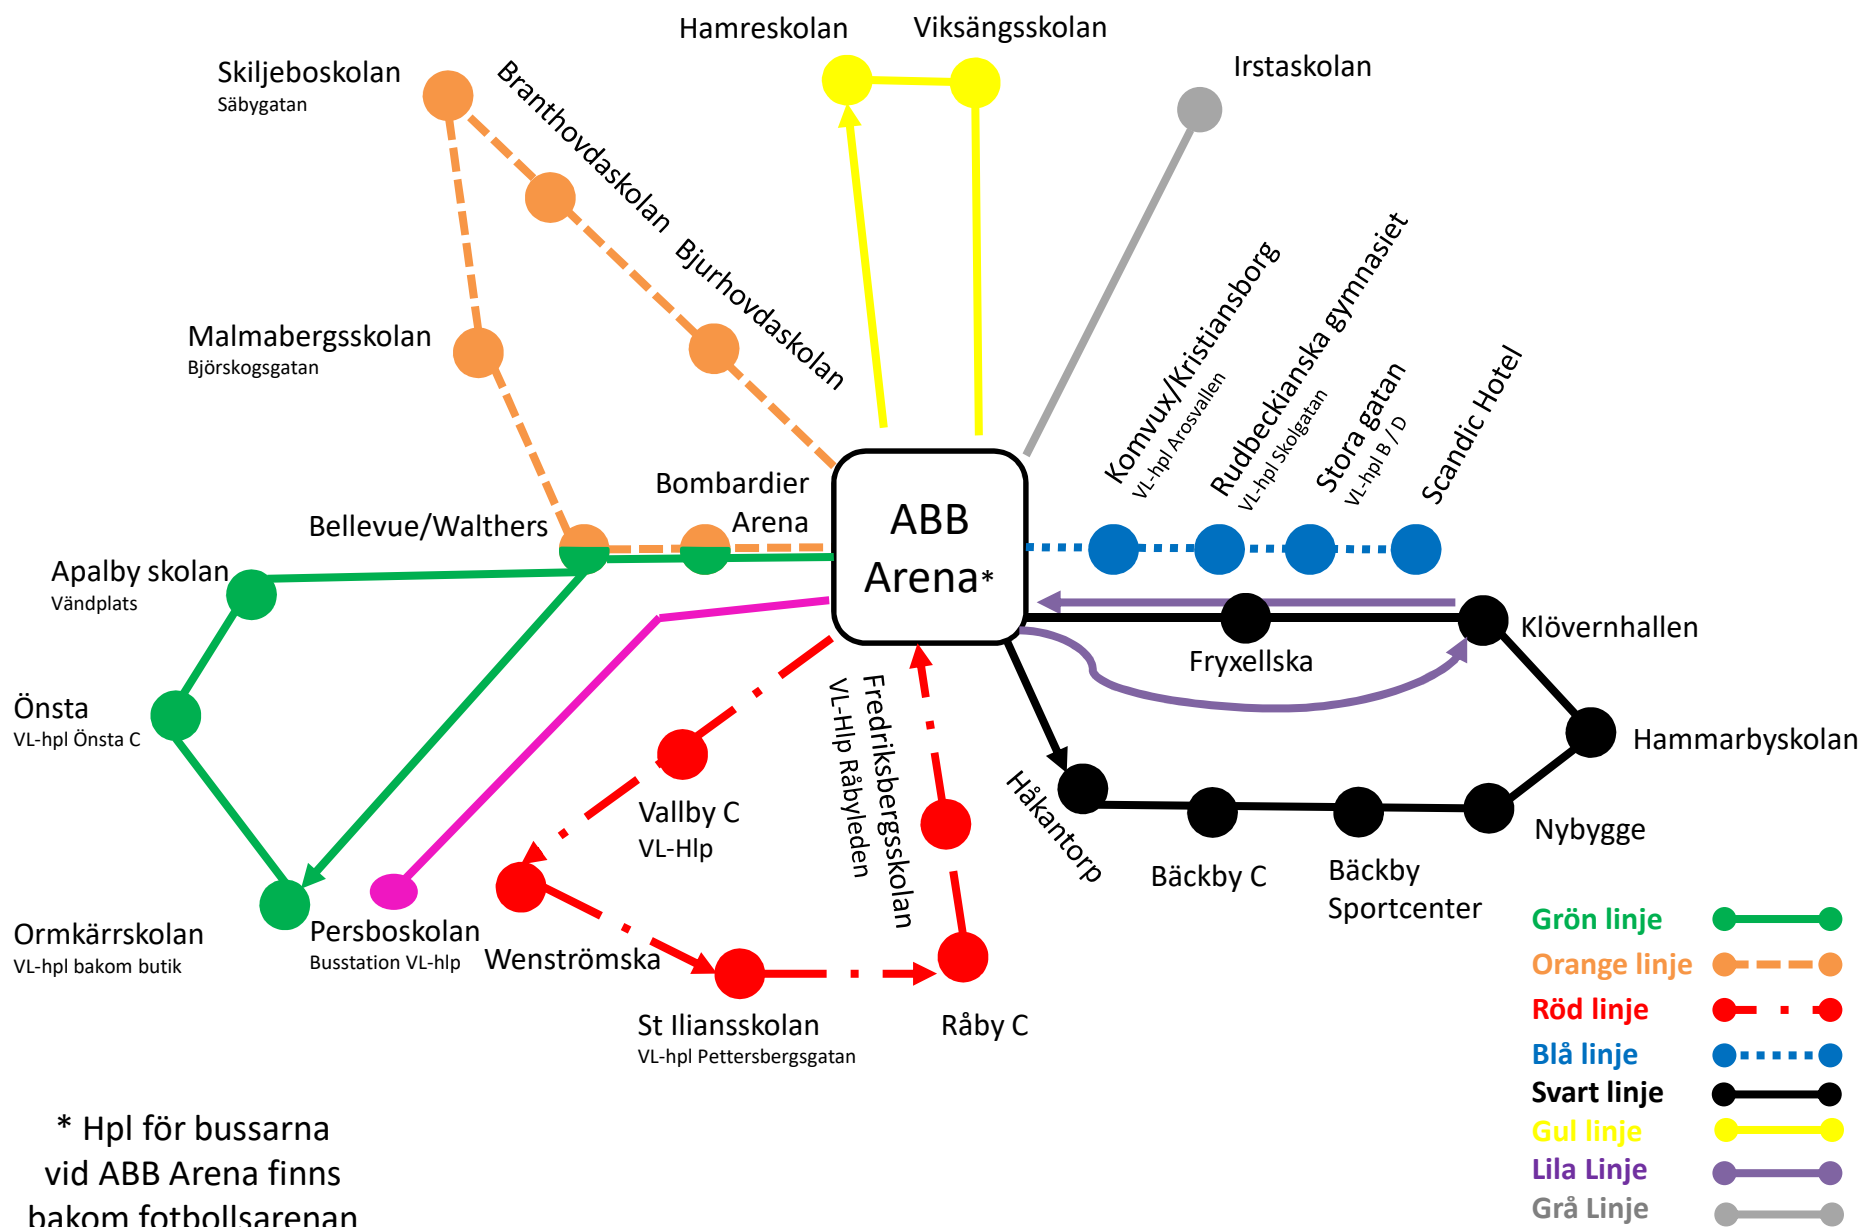 Hamreskolan
Viksängsskolan
Irstaskolan
Skiljeboskolan
Säbygatan
Branthovdaskolan
Bjurhovdaskolan
Malmabergsskolan
Björskogsgatan
Komvux/Kristiansborg
VL-hpl Arosvallen
Rudbeckianska gymnasiet
VL-hpl Skolgatan
Stora gatan
VL-hpl B / D
Scandic Hotel
Bombardier
Arena
Bellevue/Walthers
ABB
Arena*
Apalby skolan
Vändplats
Klövernhallen
Fryxellska
Önsta
VL-hpl Önsta C
Hammarbyskolan
Fredriksbergsskolan
VL-Hlp Råbyleden
Vallby C
VL-Hlp
Håkantorp
Bäckby C
Bäckby
Sportcenter
Nybygge
Ormkärrskolan
VL-hpl bakom butik
Persboskolan
Busstation VL-hlp
Wenströmska
St Iliansskolan
VL-hpl Pettersbergsgatan
Råby C
Grön linje
Orange linje
Röd linje
Blå linje
Svart linje
Gul linje
Lila Linje
Grå Linje
* Hpl för bussarna
vid ABB Arena finns
bakom fotbollsarenan